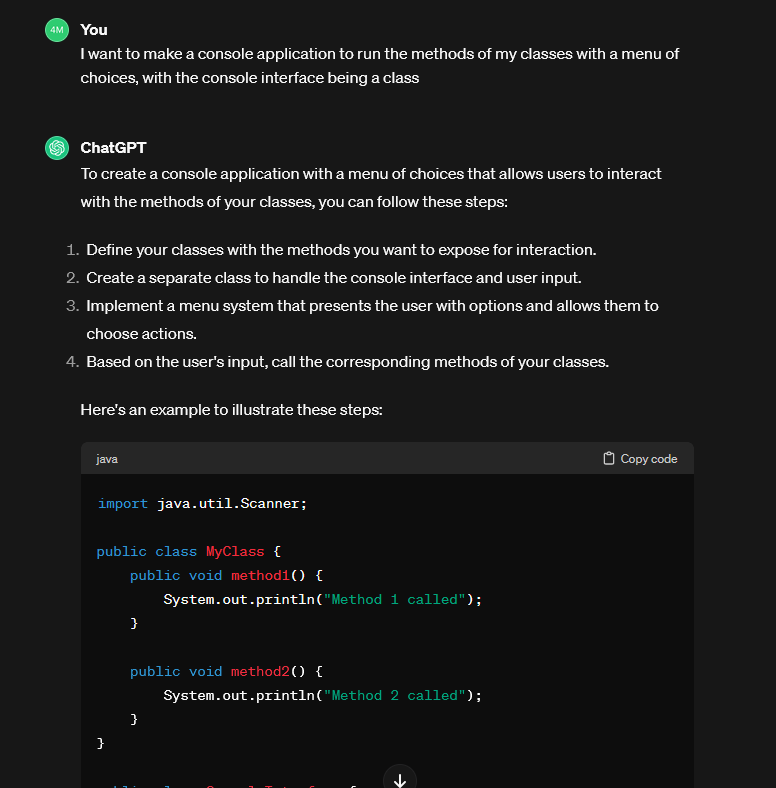 4M You
I want to make a console application to run the methods of my classes with a menu of
choices, with the console interface being a class
ChatGPT
To create a console application with a menu of choices that allows users to interact
with the methods of your classes, you can follow these steps:
1. Define your classes with the methods you want to expose for interaction.
2. Create a separate class to handle the console interface and user input.
3. Implement a menu system that presents the user with options and allows them to
choose actions.
4. Based on the user's input, call the corresponding methods of your classes.
Here's an example to illustrate these steps:
java Copy code
import java.util.Scanner;
public class MyClass {
public void method1() {
System.out.println("Method 1 called");
}
public void method2() {
System.out.println("Method 2 called");
}
}